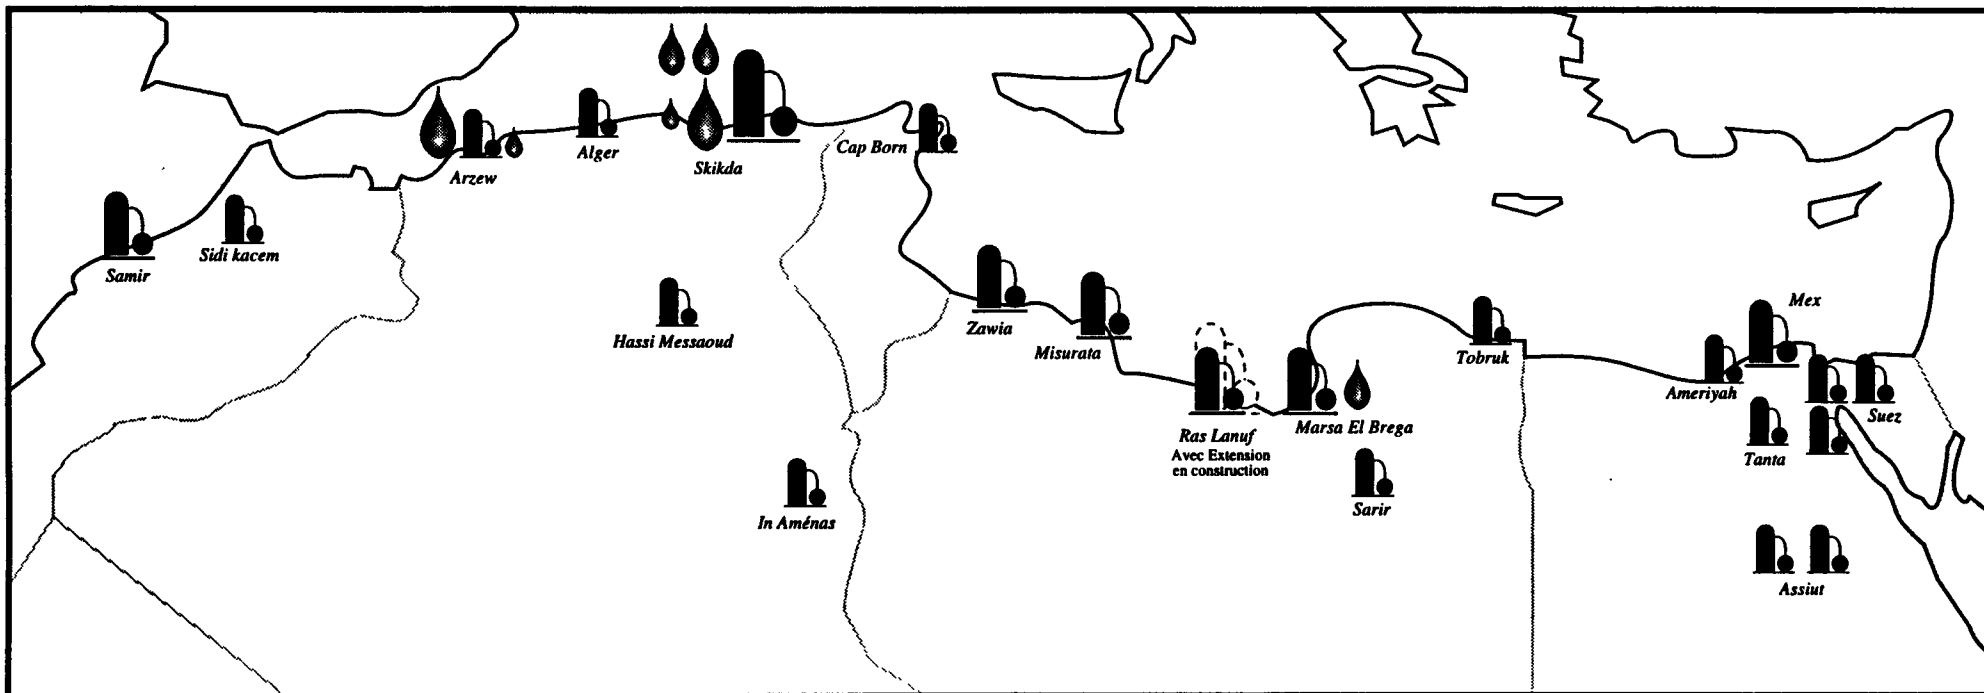 Samir
Sidi kacem
Arzew
Alger
Skikda
Cap Born
Hassi Messaoud
In Aménas
Zawia
Misurata
Ras Lanuf
Avec Extension
en construction
Marsa El Brega
Sarir
Tobruk
Ameriyah
Mex
Suez
Tanta
Assiut